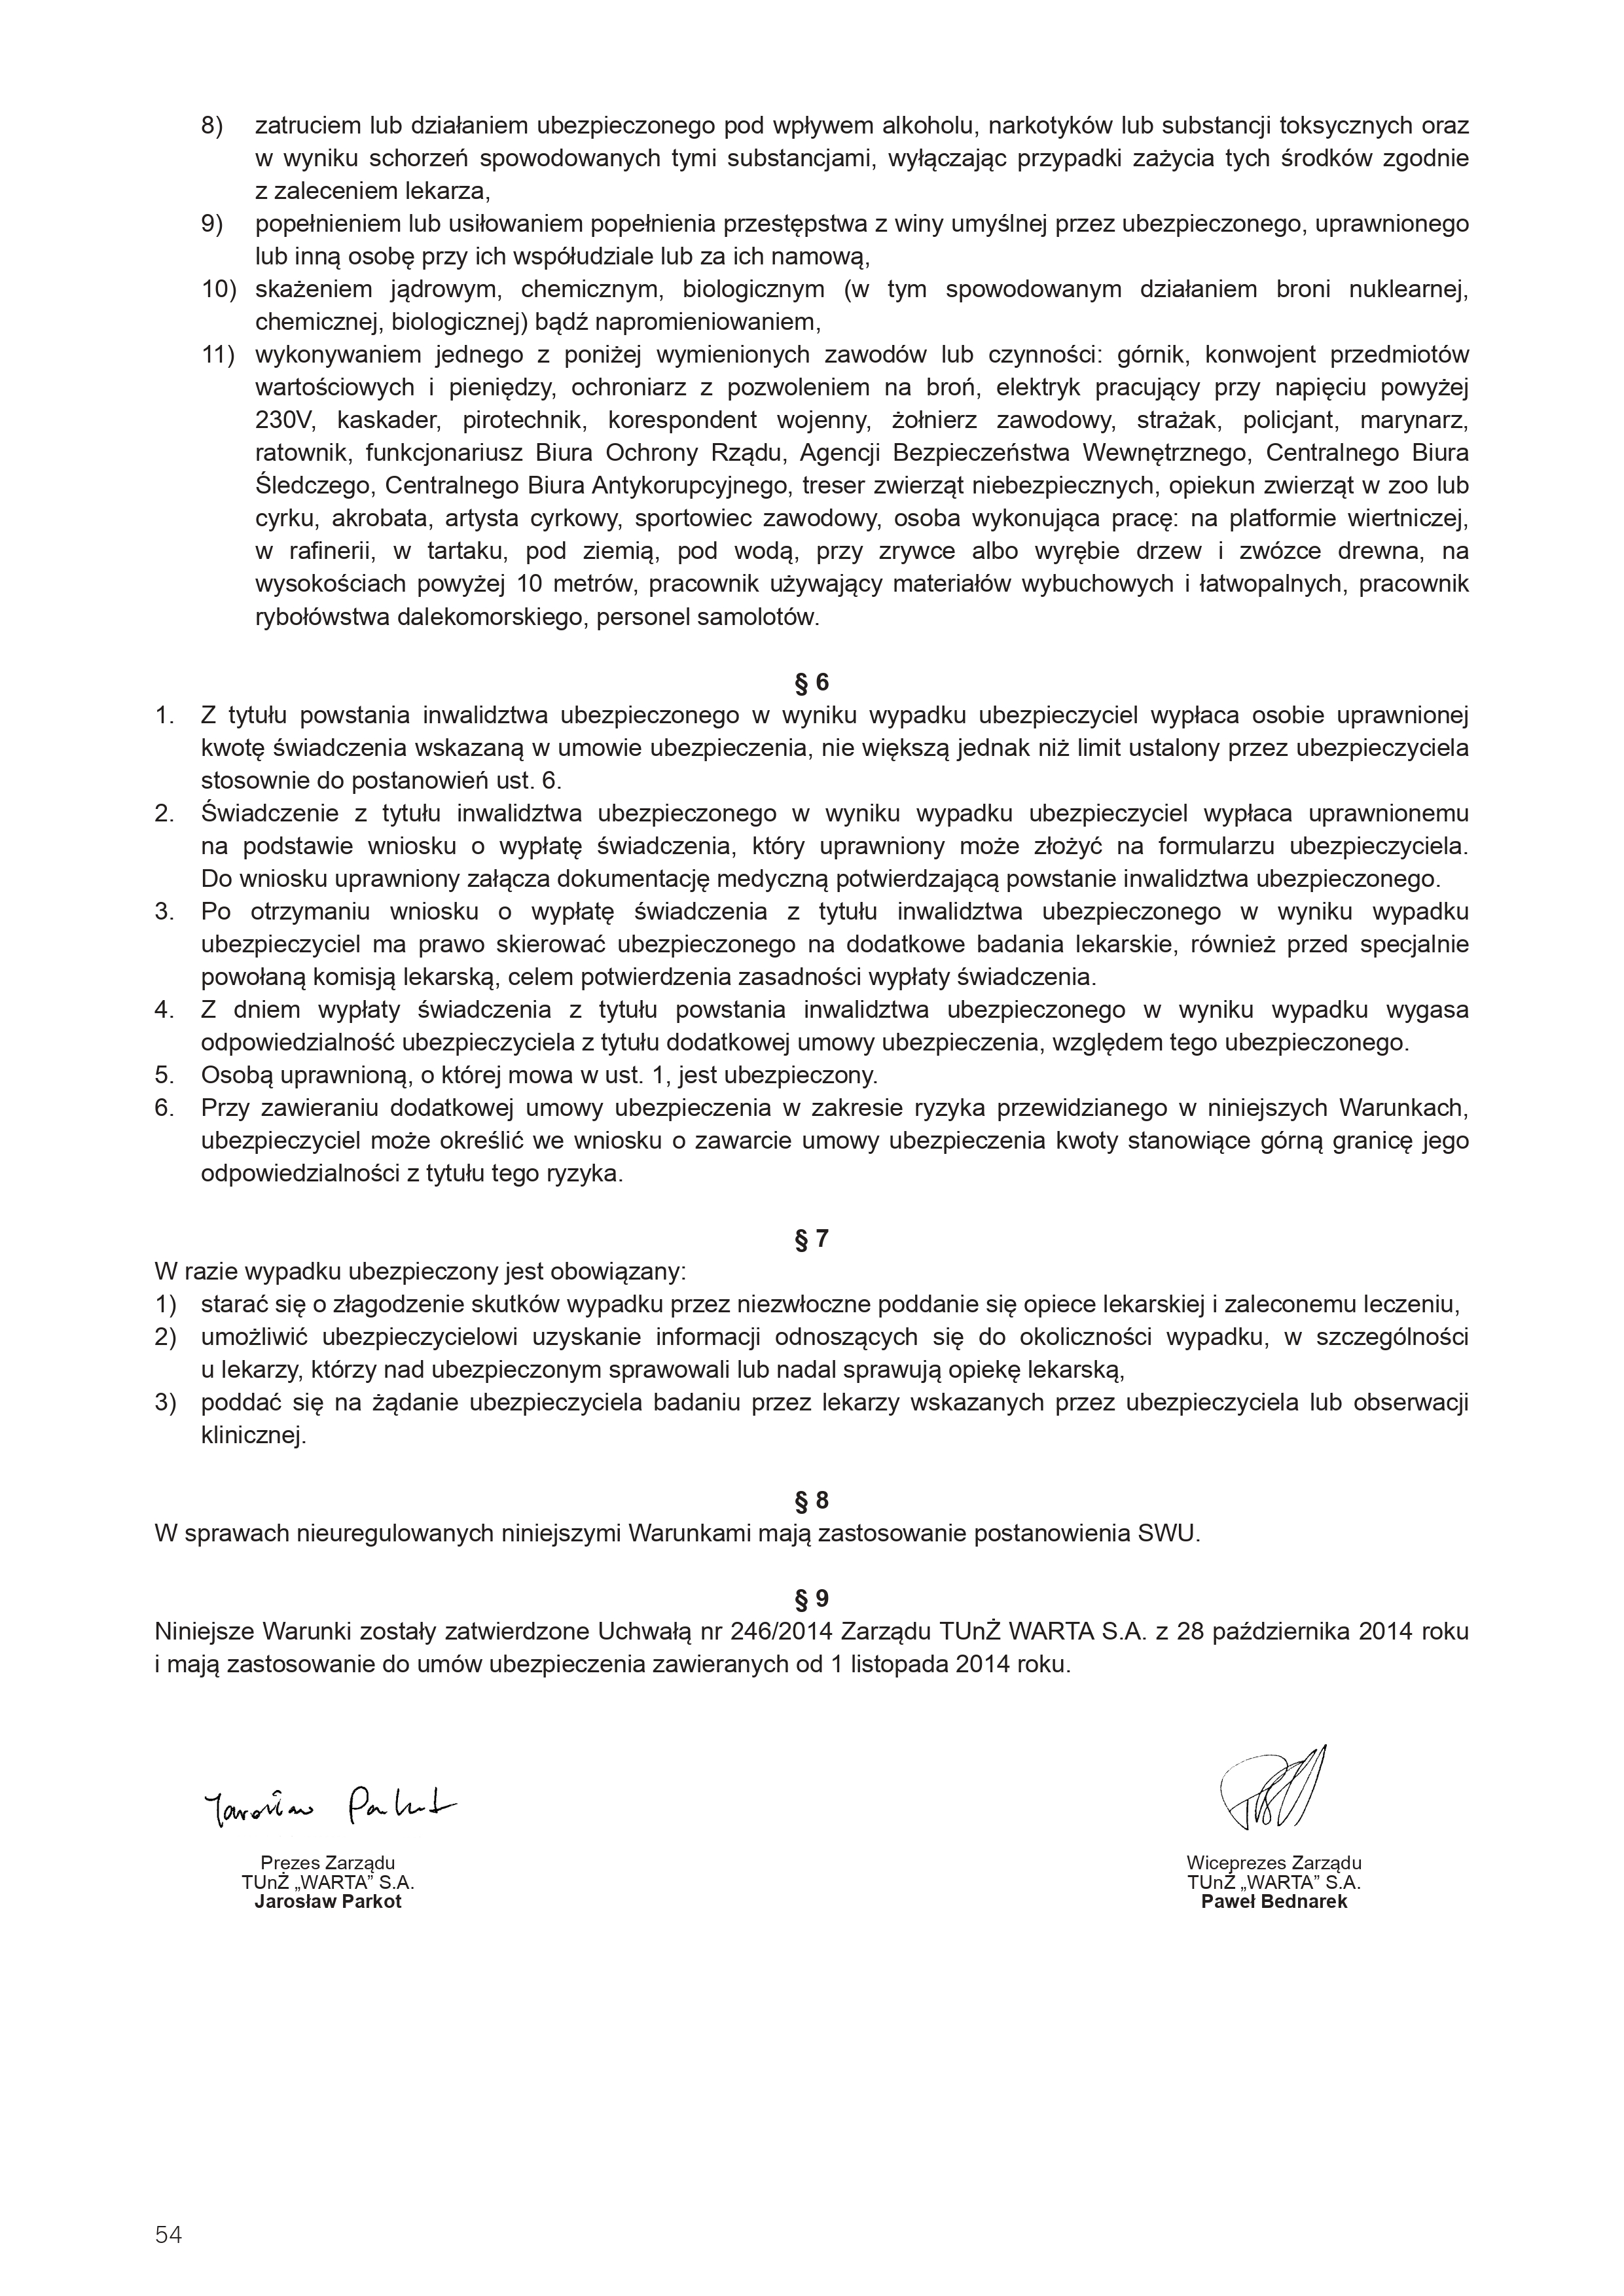 8) zatruciem lub działaniem ubezpieczonego pod wpływem alkoholu, narkotyków lub substancji toksycznych oraz
w wyniku schorzeń spowodowanych tymi substancjami, wyłączając przypadki zażycia tych środków zgodnie
z zaleceniem lekarza,
9) popełnieniem lub usiłowaniem popełnienia przestępstwa z winy umyślnej przez ubezpieczonego, uprawnionego
lub inną osobę przy ich współudziale lub za ich namową,
10) skażeniem jądrowym, chemicznym, biologicznym (w tym spowodowanym działaniem broni nuklearnej,
chemicznej, biologicznej) bądź napromieniowaniem,
11) wykonywaniem jednego z poniżej wymienionych zawodów lub czynności: górnik, konwojent przedmiotów
wartościowych i pieniędzy, ochroniarz z pozwoleniem na broń, elektryk pracujący przy napięciu powyżej
230V, kaskader, pirotechnik, korespondent wojenny, żołnierz zawodowy, strażak, policjant, marynarz,
ratownik, funkcjonariusz Biura Ochrony Rządu, Agencji Bezpieczeństwa Wewnętrznego, Centralnego Biura
Śledczego, Centralnego Biura Antykorupcyjnego, treser zwierząt niebezpiecznych, opiekun zwierząt w zoo lub
cyrku, akrobata, artysta cyrkowy, sportowiec zawodowy, osoba wykonująca pracę: na platformie wiertniczej,
w rafinerii, w tartaku, pod ziemią, pod wodą, przy zrywce albo wyrębie drzew i zwózce drewna, na
wysokościach powyżej 10 metrów, pracownik używający materiałów wybuchowych i łatwopalnych, pracownik
rybołówstwa dalekomorskiego, personel samolotów.
§ 6
1. Z tytułu powstania inwalidztwa ubezpieczonego w wyniku wypadku ubezpieczyciel wypłaca osobie uprawnionej
kwotę świadczenia wskazaną w umowie ubezpieczenia, nie większą jednak niż limit ustalony przez ubezpieczyciela
stosownie do postanowień ust. 6.
2. Świadczenie z tytułu inwalidztwa ubezpieczonego w wyniku wypadku ubezpieczyciel wypłaca uprawnionemu
na podstawie wniosku o wypłatę świadczenia, który uprawniony może złożyć na formularzu ubezpieczyciela.
Do wniosku uprawniony załącza dokumentację medyczną potwierdzającą powstanie inwalidztwa ubezpieczonego.
3. Po otrzymaniu wniosku o wypłatę świadczenia z tytułu inwalidztwa ubezpieczonego w wyniku wypadku
ubezpieczyciel ma prawo skierować ubezpieczonego na dodatkowe badania lekarskie, również przed specjalnie
powołaną komisją lekarską, celem potwierdzenia zasadności wypłaty świadczenia.
4. Z dniem wypłaty świadczenia z tytułu powstania inwalidztwa ubezpieczonego w wyniku wypadku wygasa
odpowiedzialność ubezpieczyciela z tytułu dodatkowej umowy ubezpieczenia, względem tego ubezpieczonego.
5. Osobą uprawnioną, o której mowa w ust. 1, jest ubezpieczony.
6. Przy zawieraniu dodatkowej umowy ubezpieczenia w zakresie ryzyka przewidzianego w niniejszych Warunkach,
ubezpieczyciel może określić we wniosku o zawarcie umowy ubezpieczenia kwoty stanowiące górną granicę jego
odpowiedzialności z tytułu tego ryzyka.
§ 7
W razie wypadku ubezpieczony jest obowiązany:
1) starać się o złagodzenie skutków wypadku przez niezwłoczne poddanie się opiece lekarskiej i zaleconemu leczeniu,
2) umożliwić ubezpieczycielowi uzyskanie informacji odnoszących się do okoliczności wypadku, w szczególności
u lekarzy, którzy nad ubezpieczonym sprawowali lub nadal sprawują opiekę lekarską,
3) poddać się na żądanie ubezpieczyciela badaniu przez lekarzy wskazanych przez ubezpieczyciela lub obserwacji
klinicznej.
§ 8
W sprawach nieuregulowanych niniejszymi Warunkami mają zastosowanie postanowienia SWU.
§ 9
Niniejsze Warunki zostały zatwierdzone Uchwałą nr 246/2014 Zarządu TUnŻ WARTA S.A. z 28 października 2014 roku
i mają zastosowanie do umów ubezpieczenia zawieranych od 1 listopada 2014 roku.
Jarosław Parkot
Prezes Zarządu
TUnŻ „WARTA” S.A.
Jarosław Parkot
Wiceprezes Zarządu
TUnŻ „WARTA” S.A.
Paweł Bednarek
54